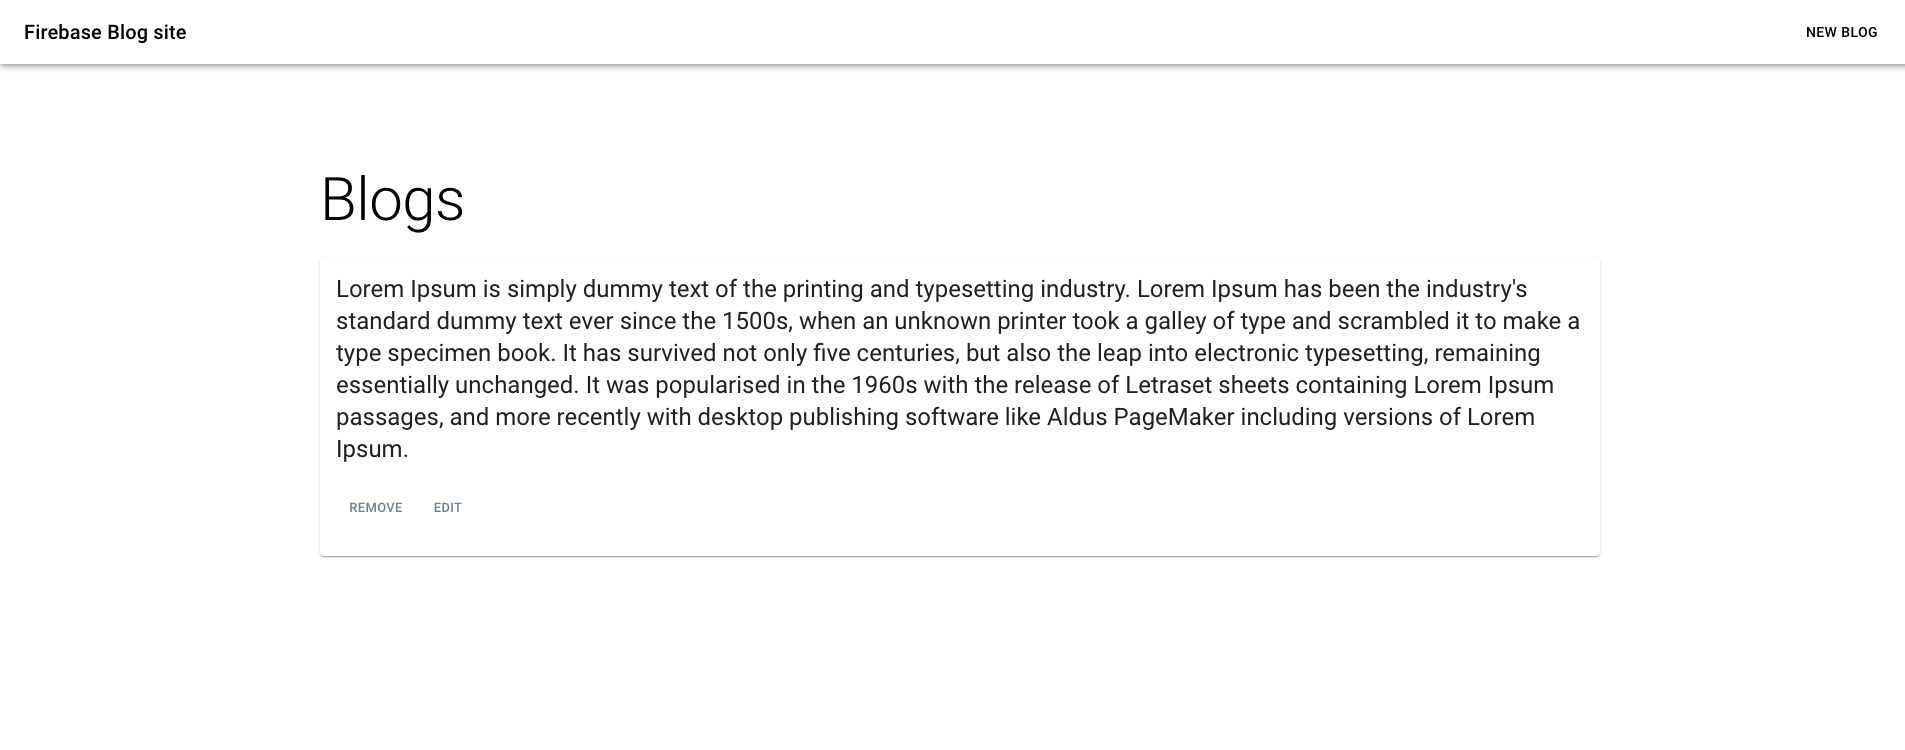 Firebase Blog site
NEW BLOG
Blogs
Lorem Ipsum is simply dummy text of the printing and typesetting industry. Lorem Ipsum has been the industry's
standard dummy text ever since the 1500s, when an unknown printer took a galley of type and scrambled it to make a
type specimen book. It has survived not only five centuries, but also the leap into electronic typesetting, remaining
essentially unchanged. It was popularised in the 1960s with the release of Letraset sheets containing Lorem Ipsum
passages, and more recently with desktop publishing software like Aldus PageMaker including versions of Lorem
Ipsum.
REMOVE EDIT